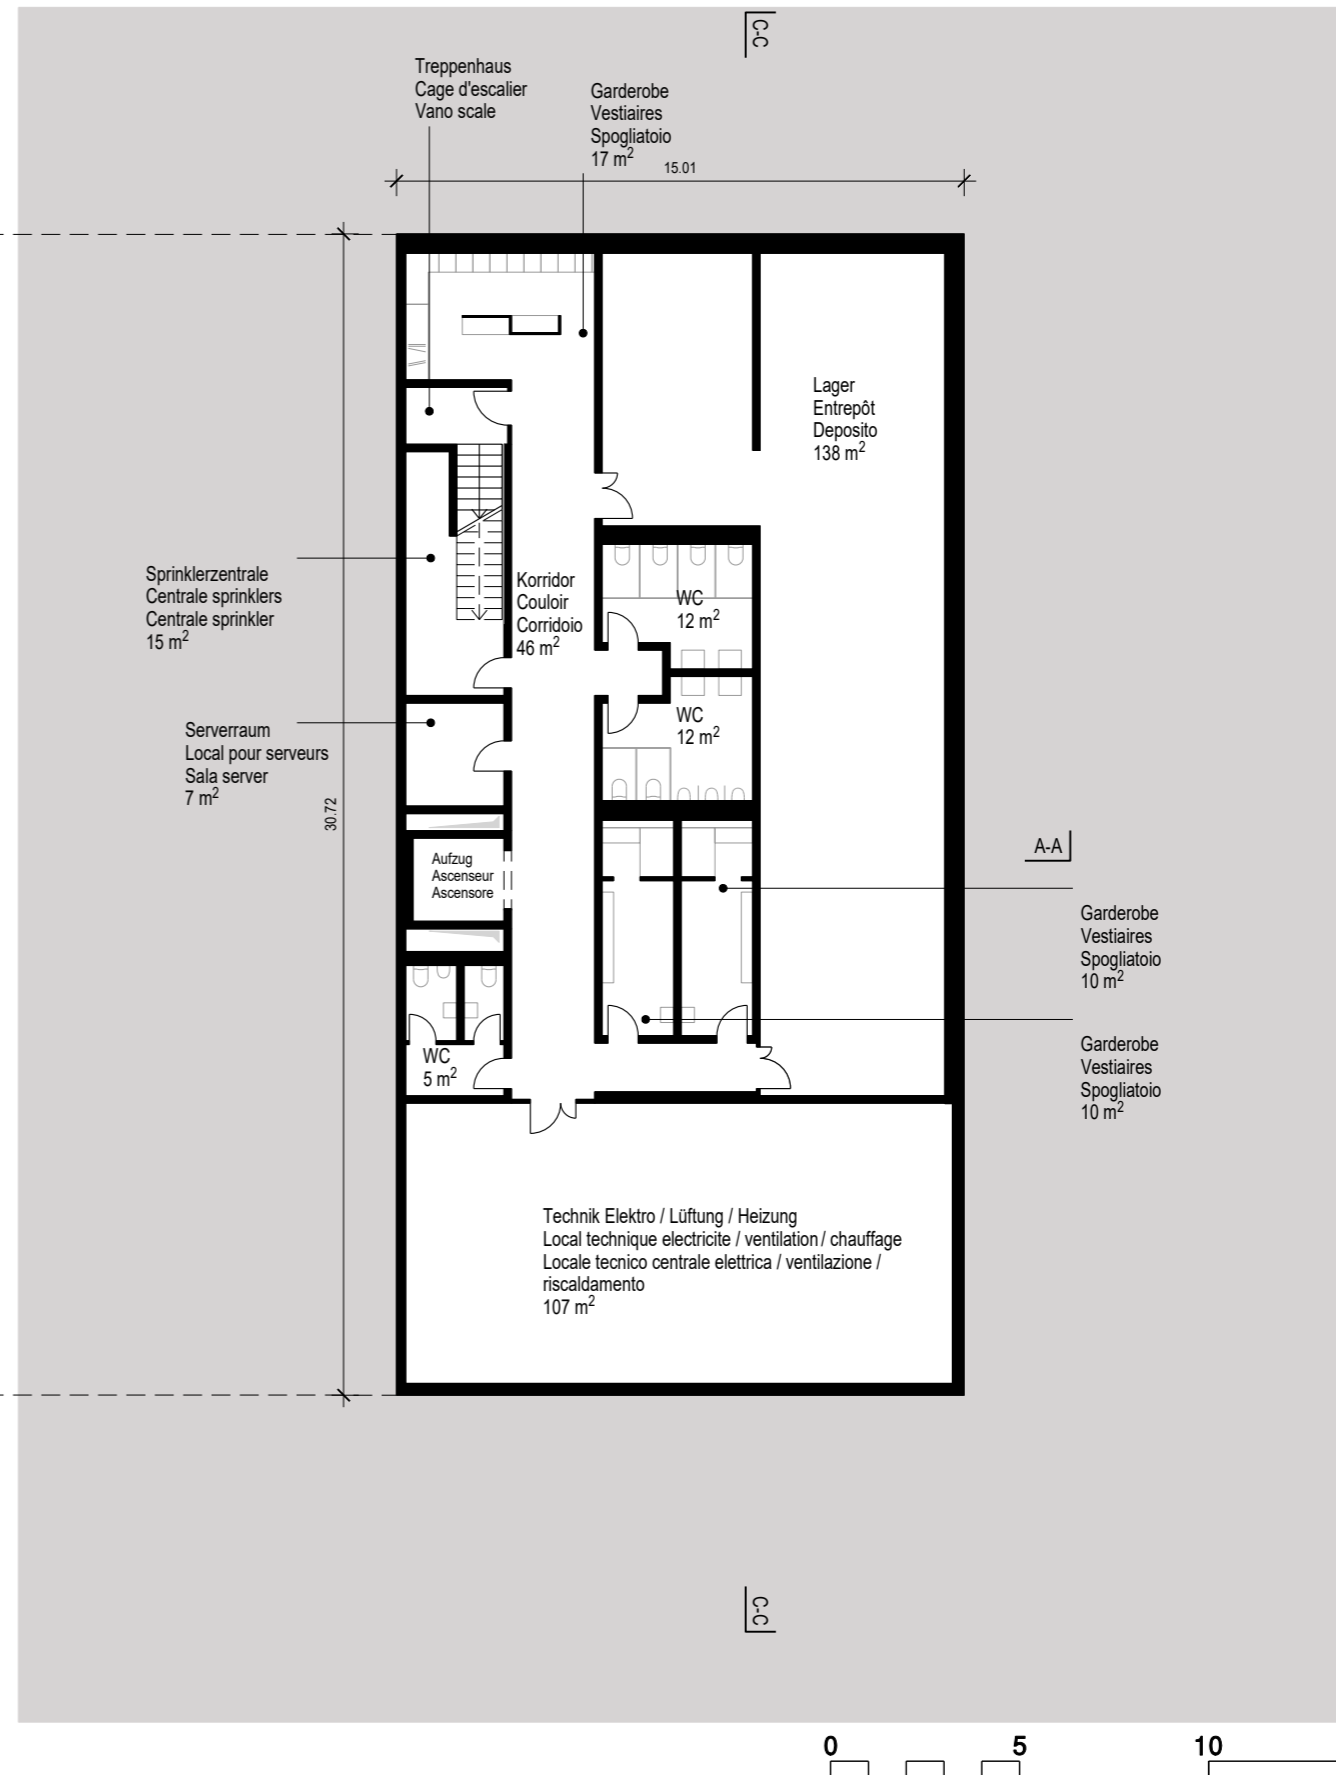 C-C
Treppenhaus
Cage d'escalier
Vano scale
Garderobe
Vestiaires
Spogliatoio
17 m²
15.01
Lager
Entrepôt
Deposito
138 m²
Sprinklerzentrale
Centrale sprinklers
Centrale sprinkler
15 m²
Korridor
Couloir
Corridoio
46 m²
WC
12 m²
WC
12 m²
Serverraum
Local pour serveurs
Sala server
7 m²
30.72
Aufzug
Ascenseur
Ascensore
A-A
Garderobe
Vestiaires
Spogliatoio
10 m²
Garderobe
Vestiaires
Spogliatoio
10 m²
WC
5 m²
Technik Elektro / Lüftung / Heizung
Local technique electricite / ventilation / chauffage
Locale tecnico centrale elettrica / ventilazione /
riscaldamento
107 m²
C-C
0 5 10